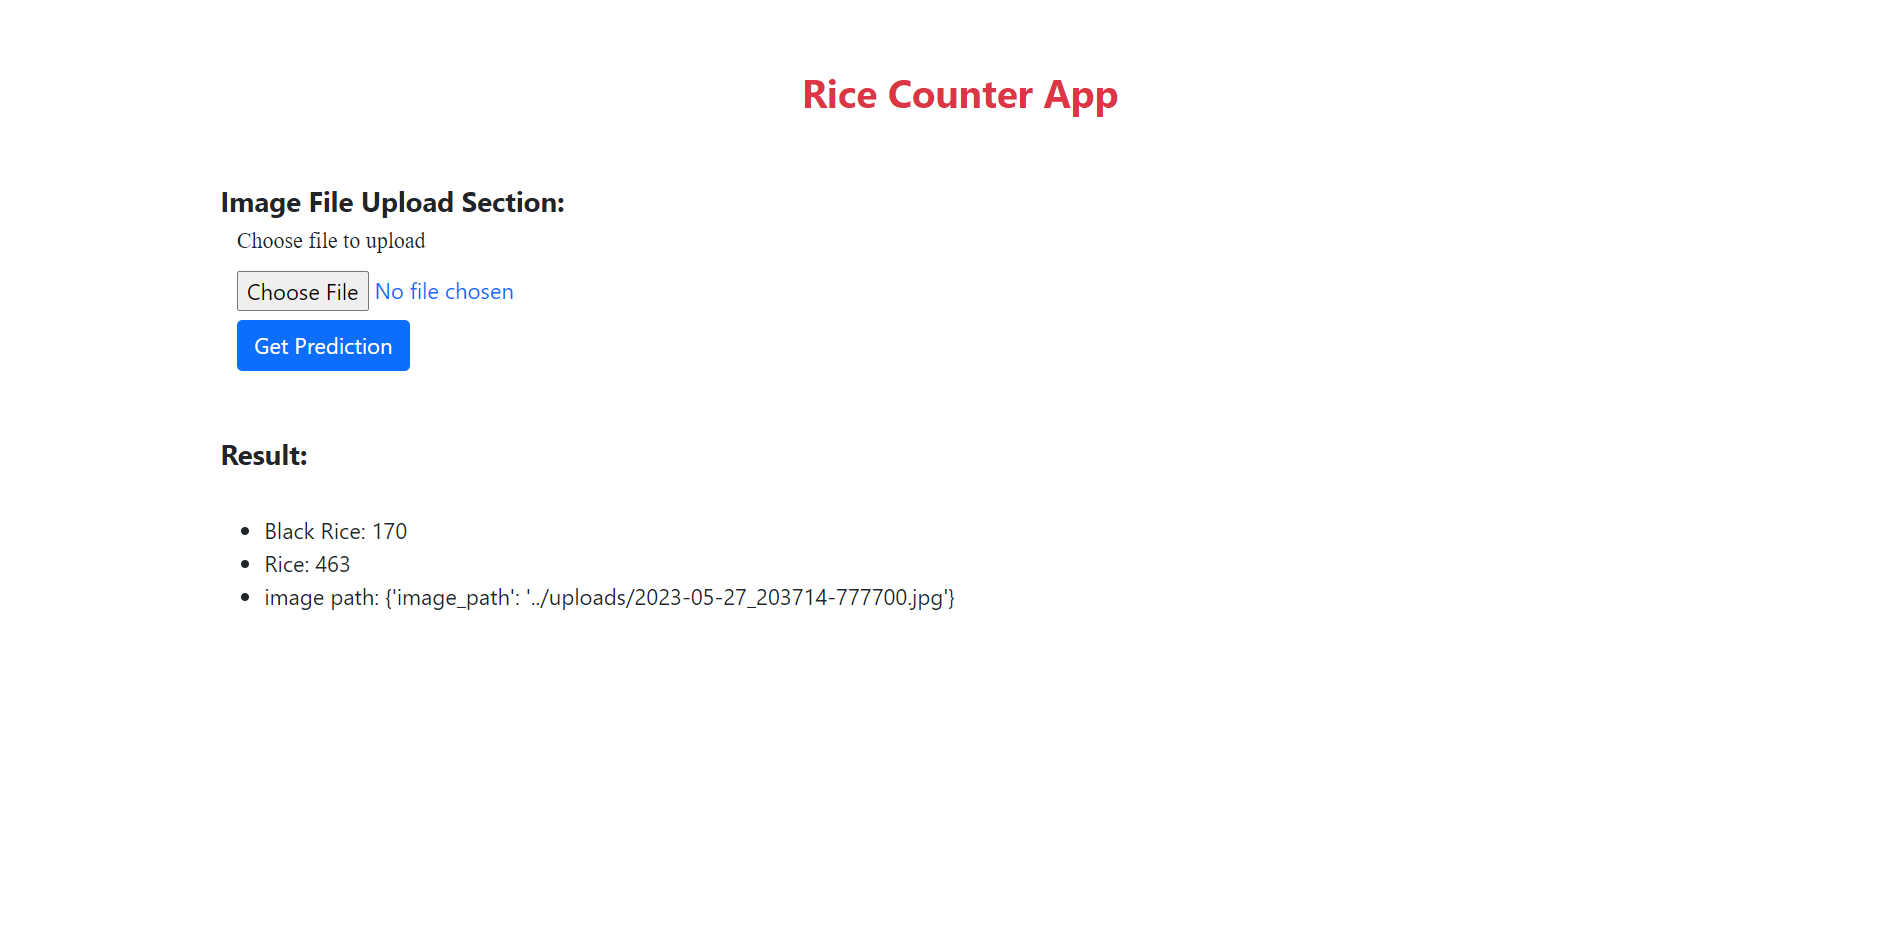 Rice Counter App
Image File Upload Section:
Choose file to upload
Choose File No file chosen
Get Prediction
Result:
Black Rice: 170
Rice: 463
image path: {'image_path': '../uploads/2023-05-27_203714-777700.jpg'}